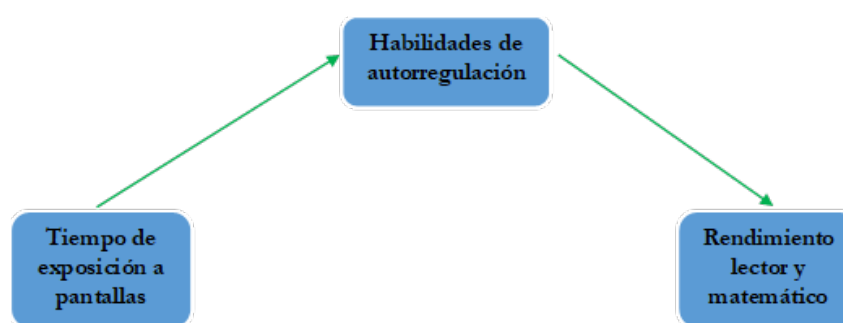 Habilidades de
autorregulación
Tiempo de
exposición a
pantallas
Rendimiento
lector y
matemático